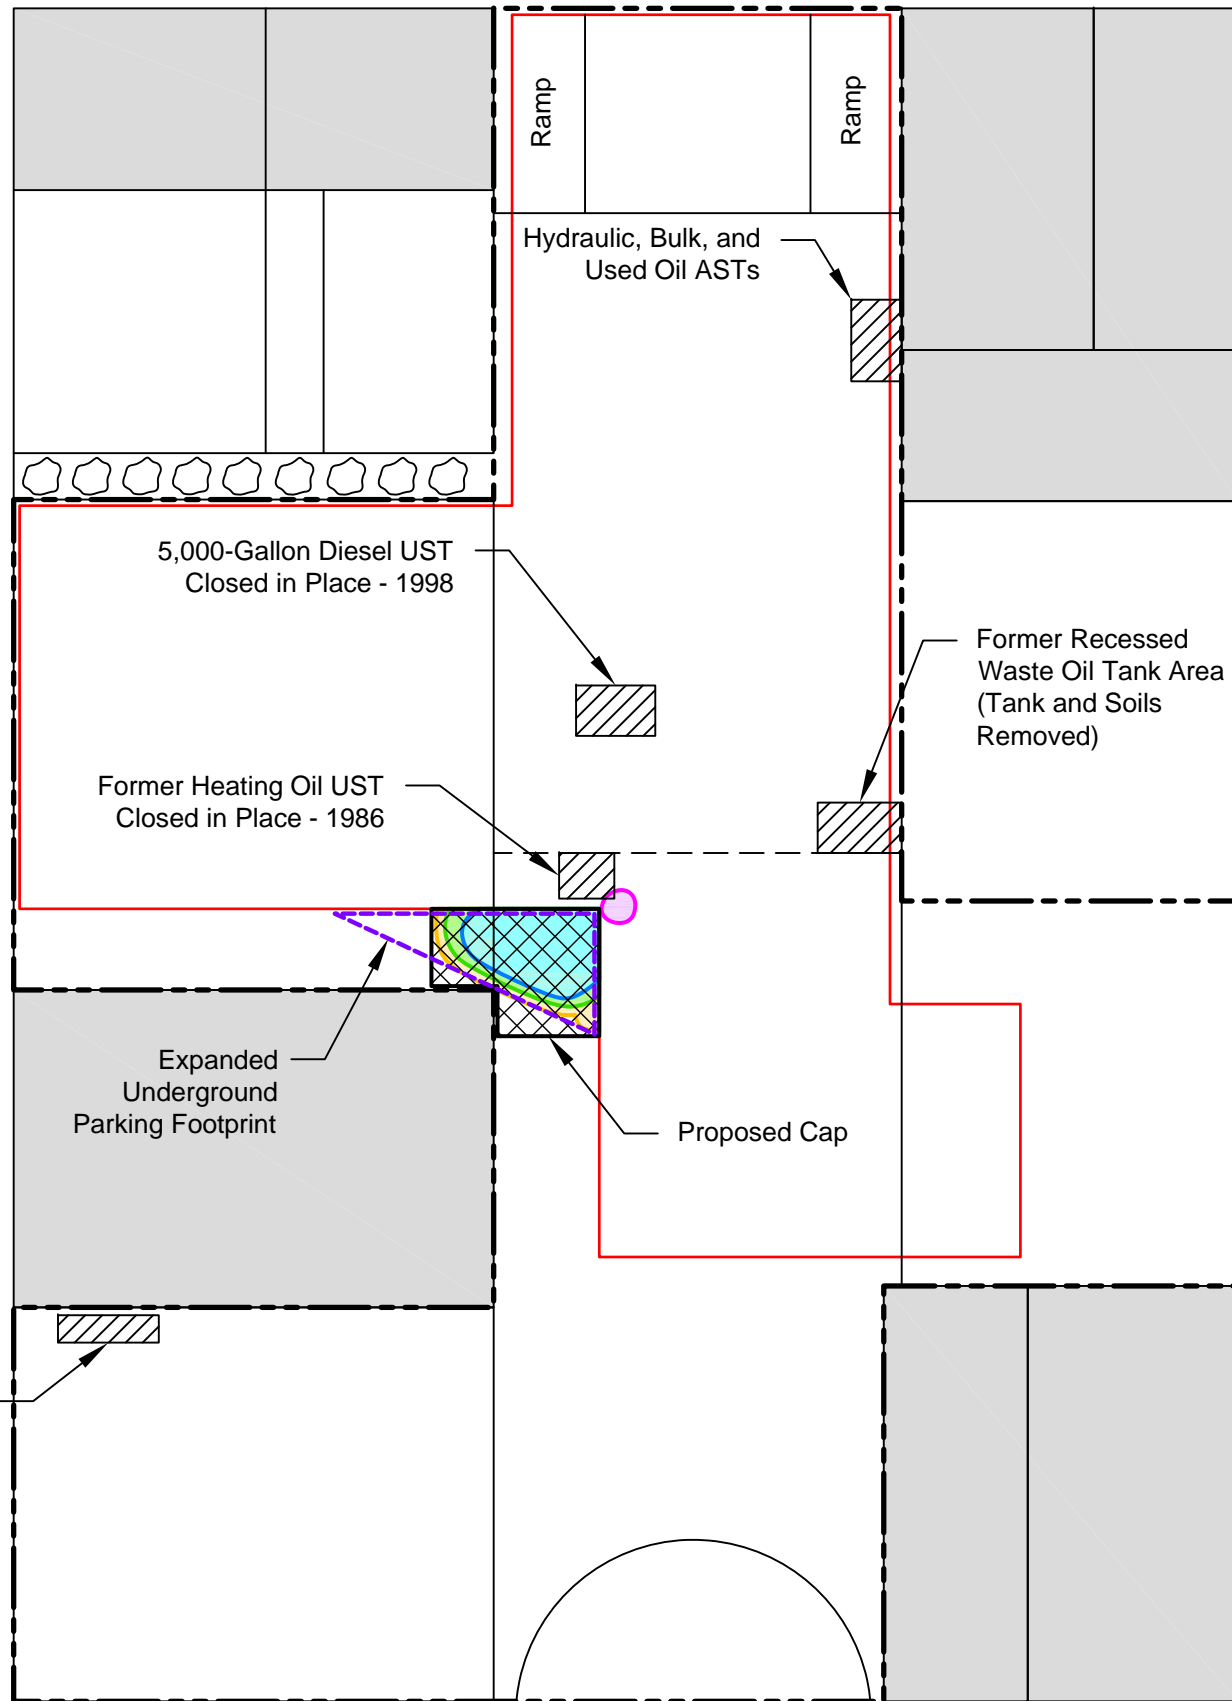 Ramp
Ramp
Hydraulic, Bulk, and
Used Oil ASTs
5,000-Gallon Diesel UST
Closed in Place - 1998
Former Recessed
Waste Oil Tank Area
(Tank and Soils
Removed)
Former Heating Oil UST
Closed in Place - 1986
Expanded
Underground
Parking Footprint
Proposed Cap